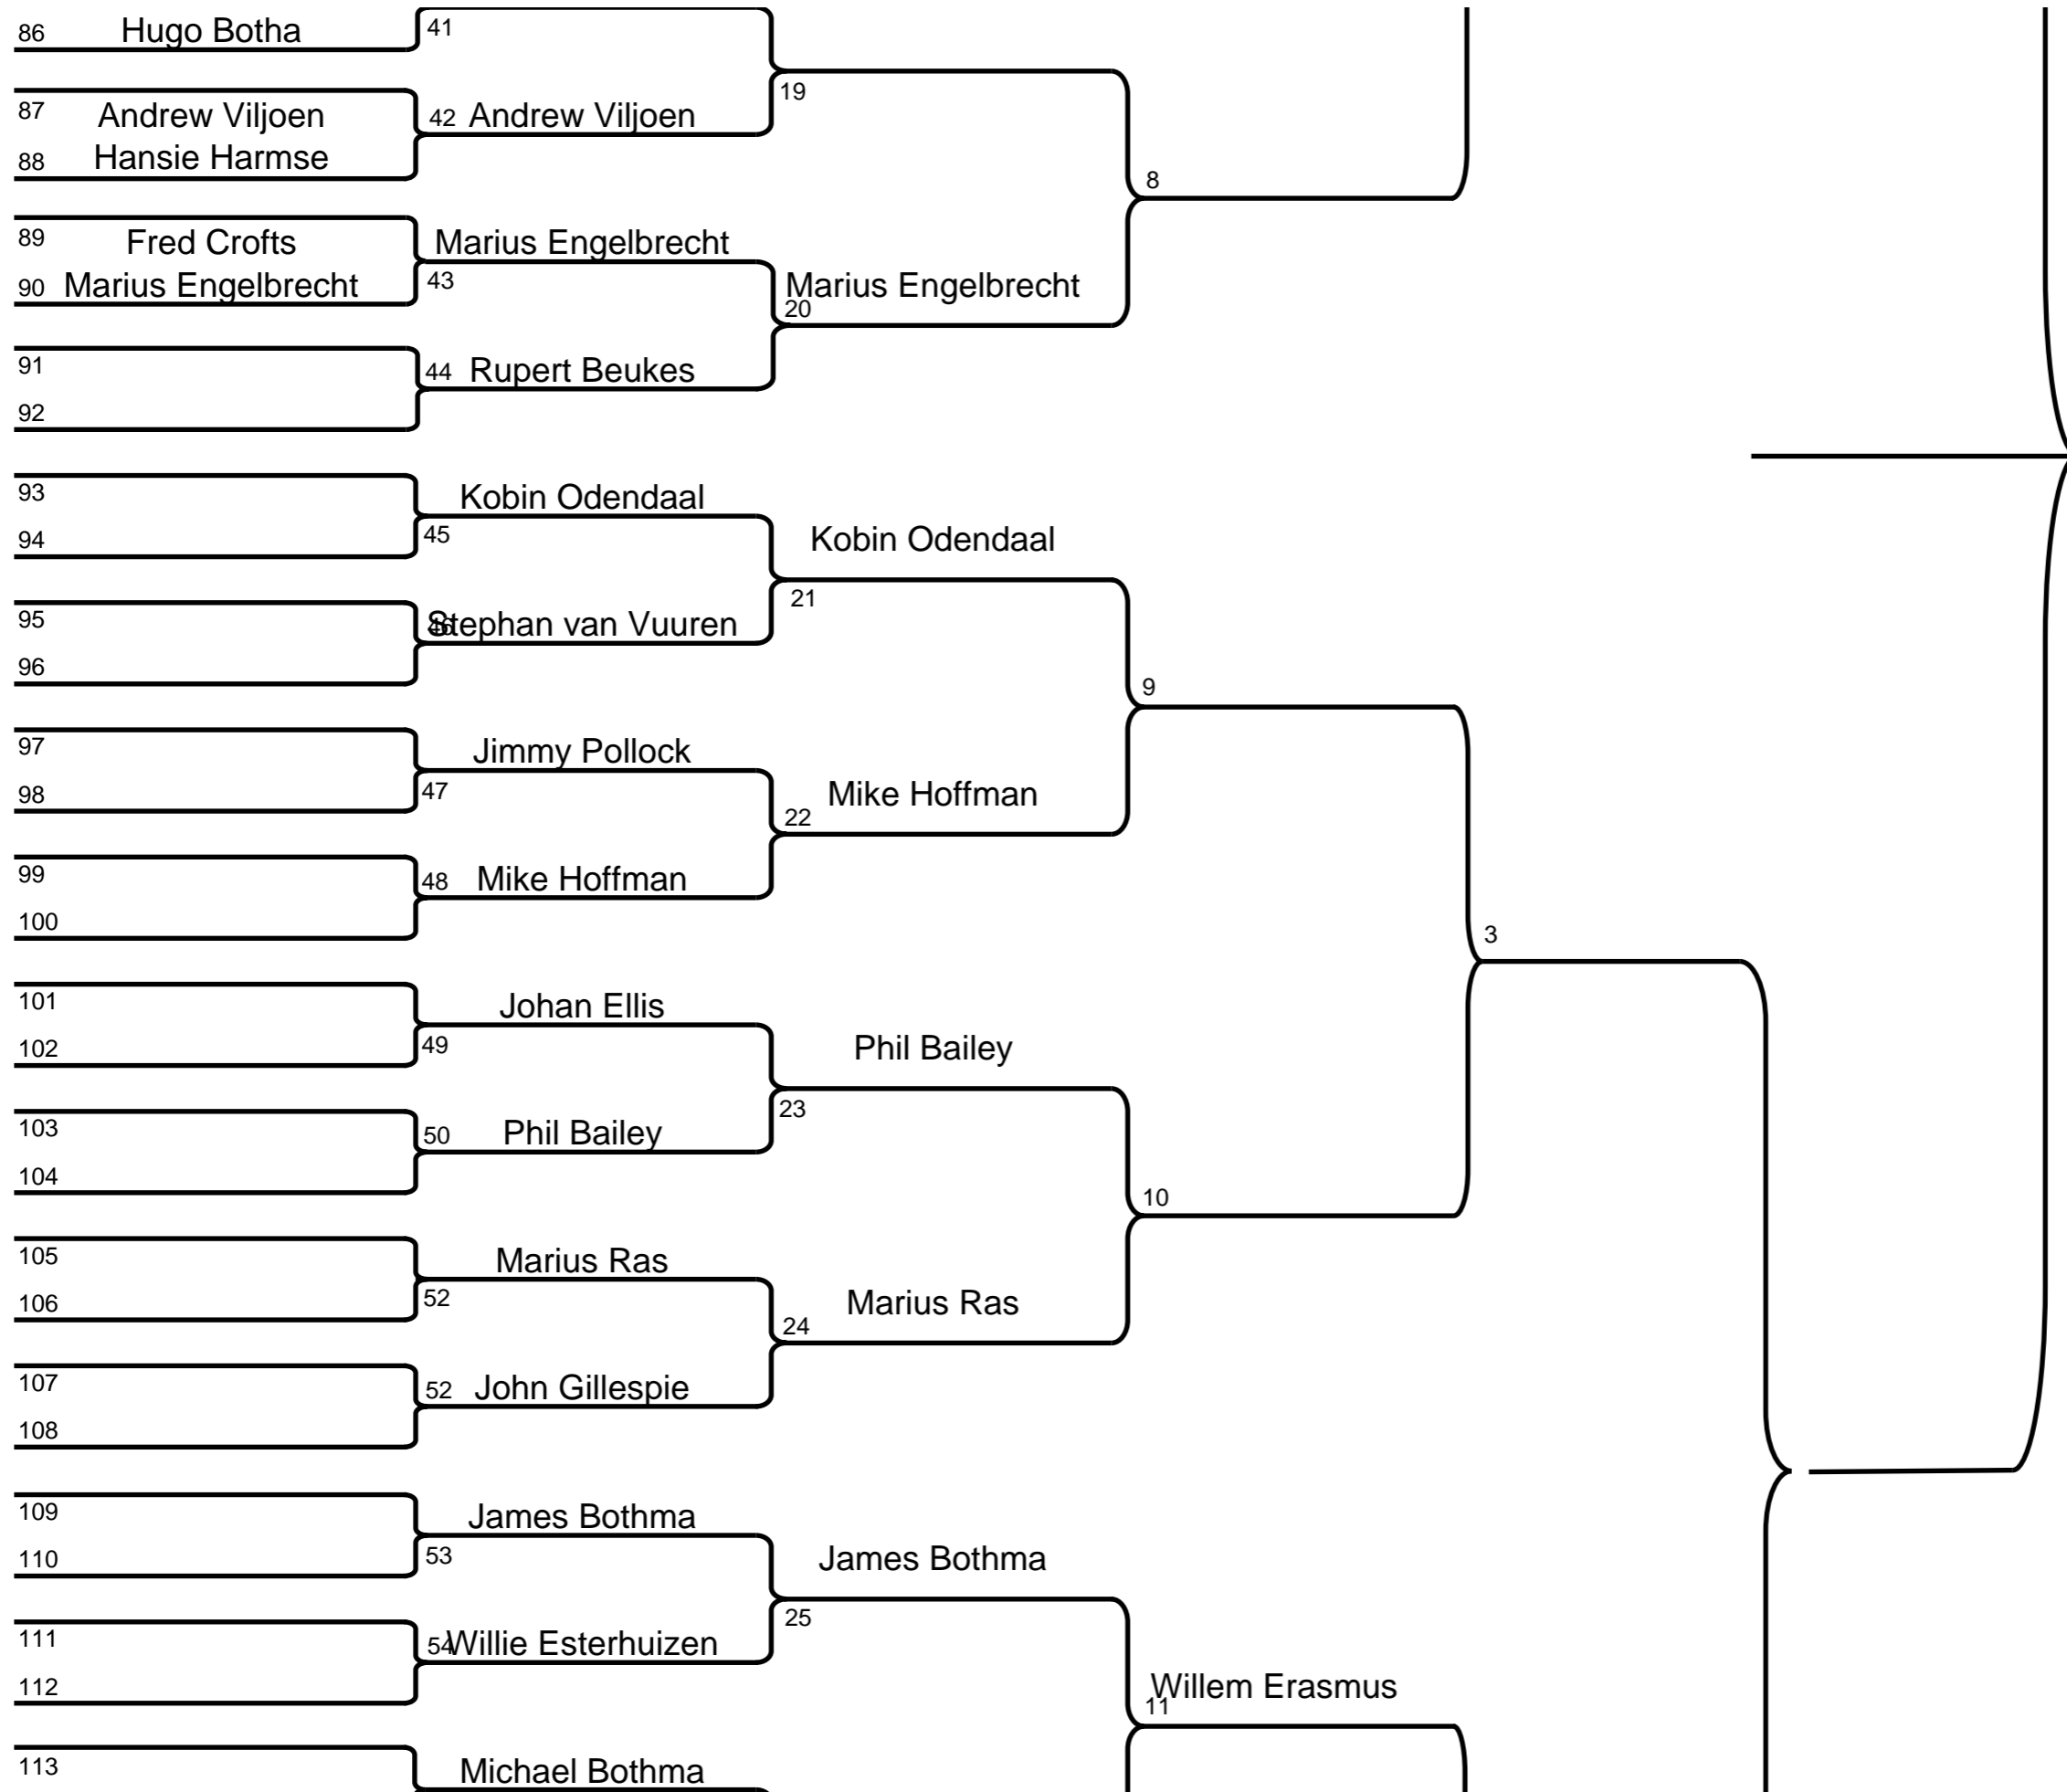 86 Hugo Botha 41
19
87 Andrew Viljoen 42 Andrew Viljoen
88 Hansie Harmse
8
89 Fred Crofts Marius Engelbrecht
90 Marius Engelbrecht 43 Marius Engelbrecht
20
91
44 Rupert Beukes
92
93 Kobin Odendaal
94 45 Kobin Odendaal
21
95 46 Stephan van Vuuren
96
9
97 Jimmy Pollock
98 47 Mike Hoffman
22
99 48 Mike Hoffman
100
3
101 Johan Ellis
102 49 Phil Bailey
23
103 50 Phil Bailey
104
10
105 Marius Ras
106 52 Marius Ras
24
107 52 John Gillespie
108
109 James Bothma
110 53 James Bothma
25
111 54 Willie Esterhuizen
112
Willem Erasmus
11
113 Michael Bothma